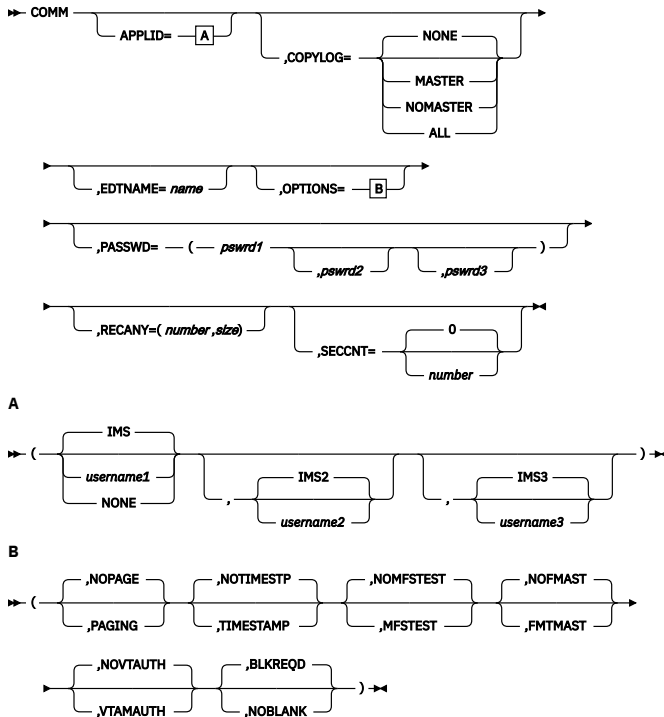 COMM
APPLID= A
,COPYLOG=
NONE
MASTER
NOMASTER
ALL
,EDTNAME= name
,OPTIONS= B
,PASSWD= ( pswrd1 ,pswrd2 ,pswrd3 )
,RECANY=( number ,size)
,SECCNT=
0
number
A
( IMS
username1
NONE
, IMS2
username2
, IMS3
username3 )
B
( ,NOPAGE ,NOTIMESTP ,NOMFSTEST ,NOFMAST
,PAGING ,TIMESTAMP ,MFSTEST ,FMTMAST
,NOVTAUTH ,BLKREQD )
,VTAMAUTH ,NOBLANK